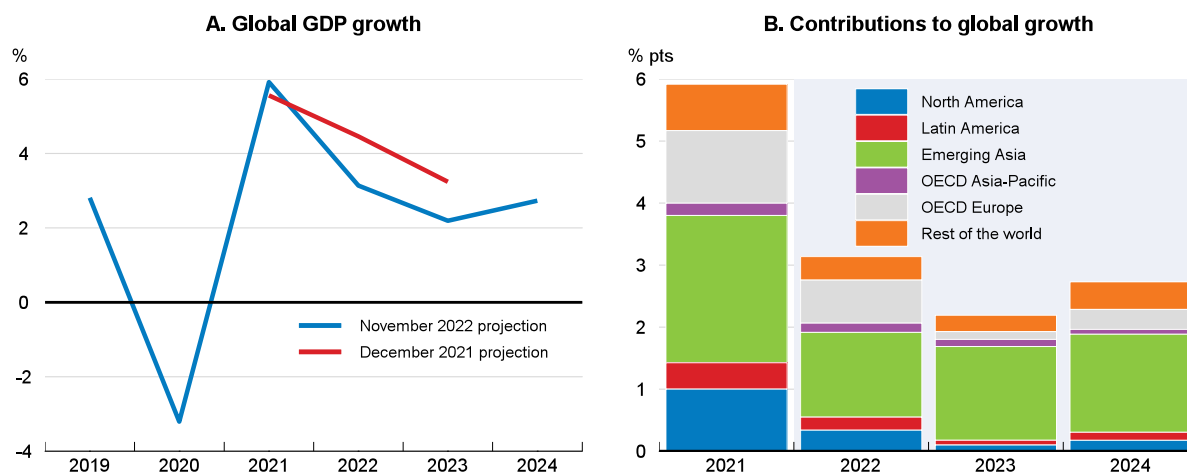 A. Global GDP growth
%
6
4
2
0
-2
-4
2019 2020 2021 2022 2023 2024
November 2022 projection
December 2021 projection
B. Contributions to global growth
% pts
6
5
4
3
2
1
0
2021 2022 2023 2024
North America
Latin America
Emerging Asia
OECD Asia-Pacific
OECD Europe
Rest of the world